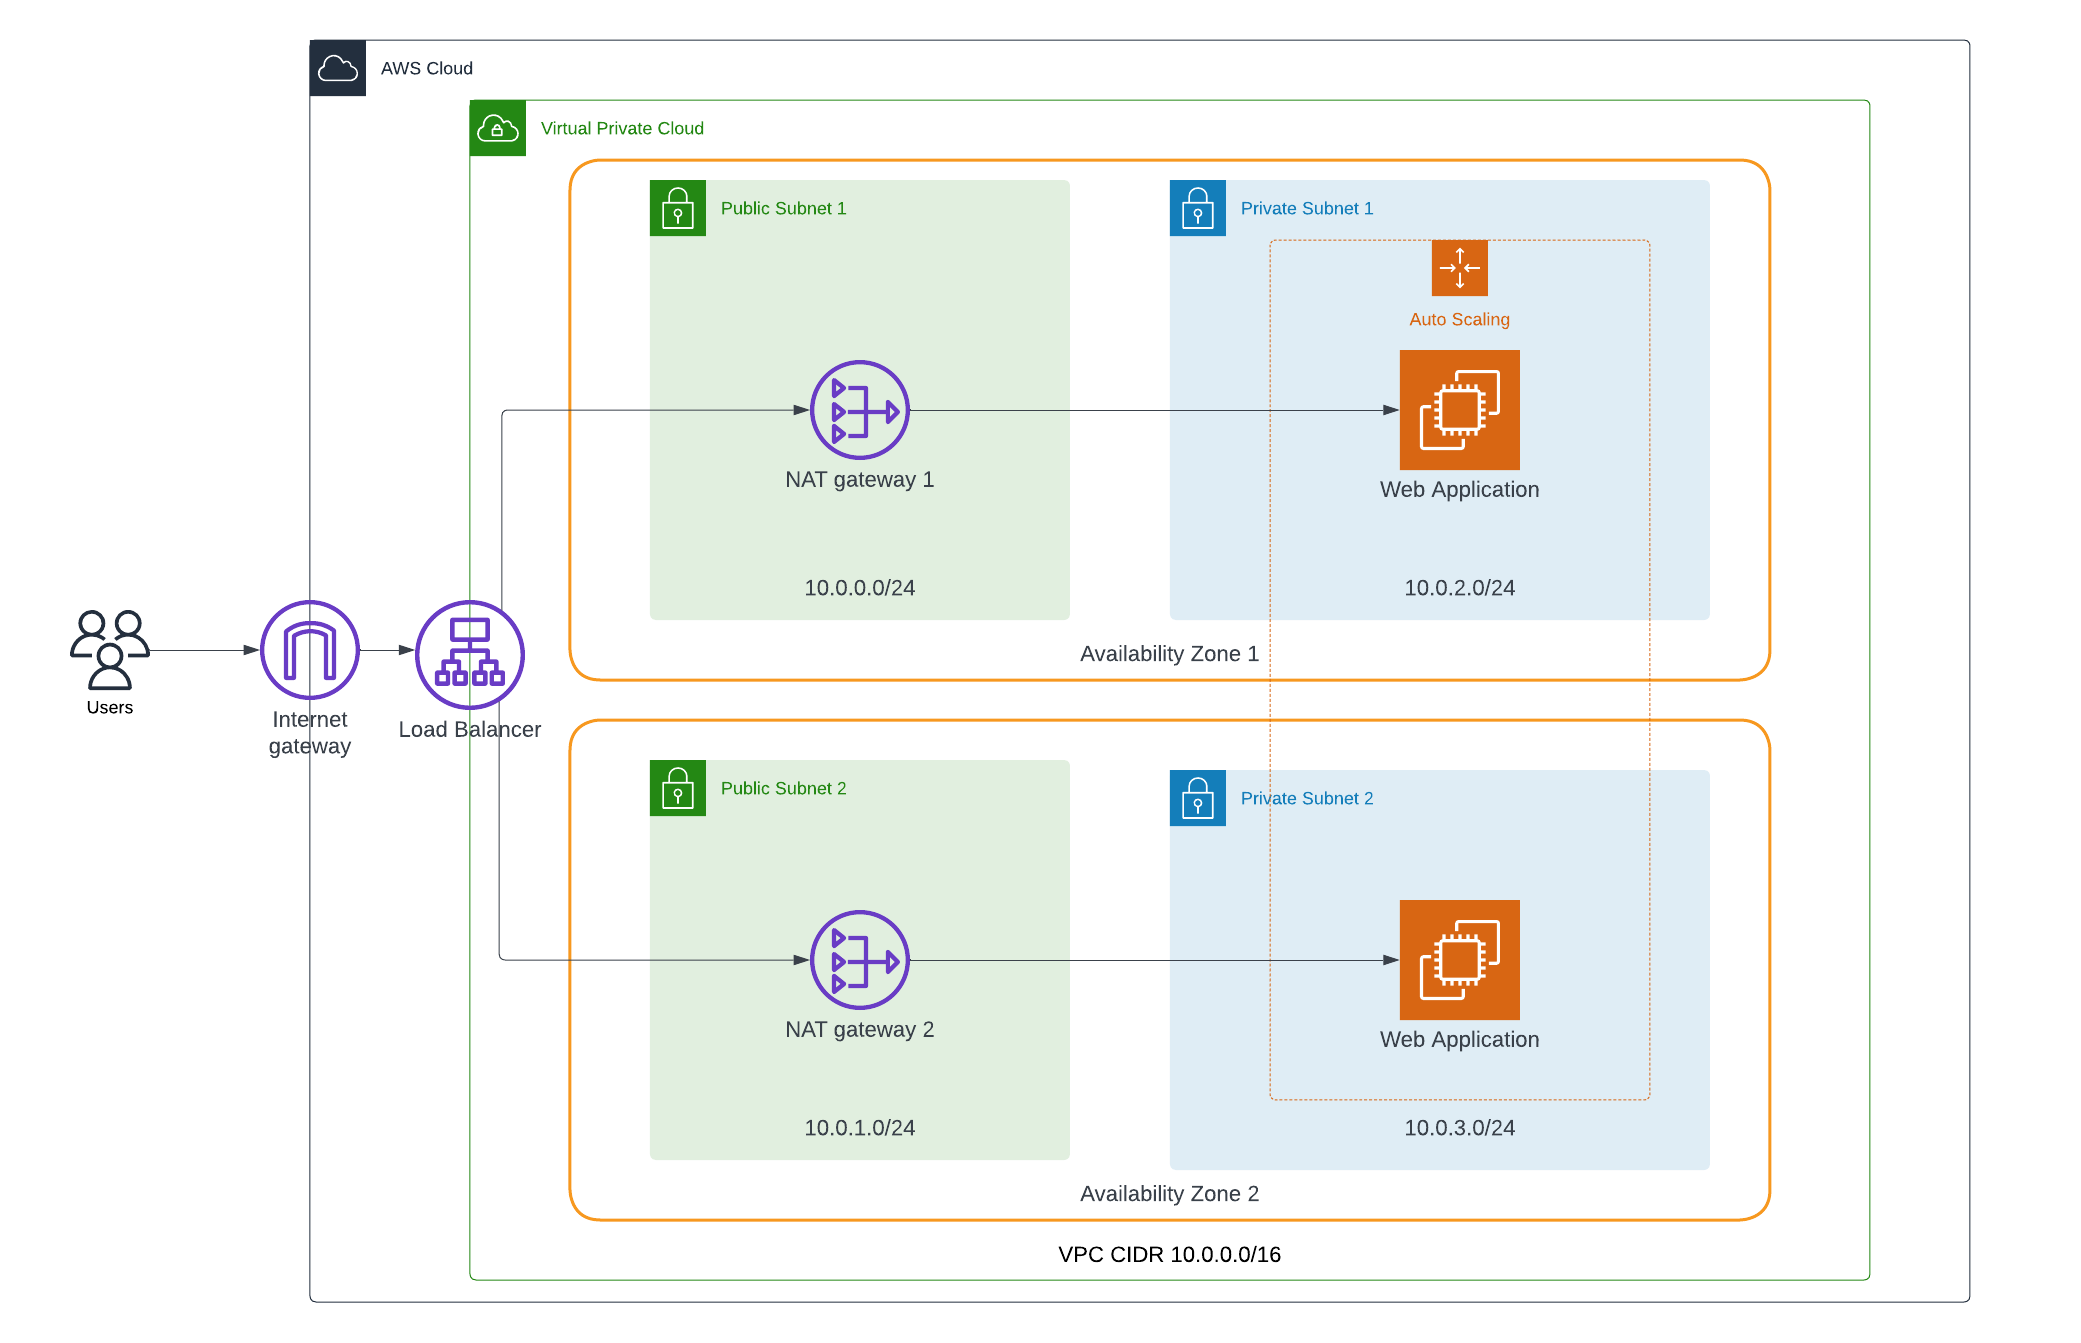 AWS Cloud
Virtual Private Cloud
Public Subnet 1
Private Subnet 1
Auto Scaling
NAT gateway 1
Web Application
10.0.0.0/24
10.0.2.0/24
Availability Zone 1
Users
Internet
gateway
Load Balancer
Public Subnet 2
Private Subnet 2
NAT gateway 2
Web Application
10.0.1.0/24
10.0.3.0/24
Availability Zone 2
VPC CIDR 10.0.0.0/16